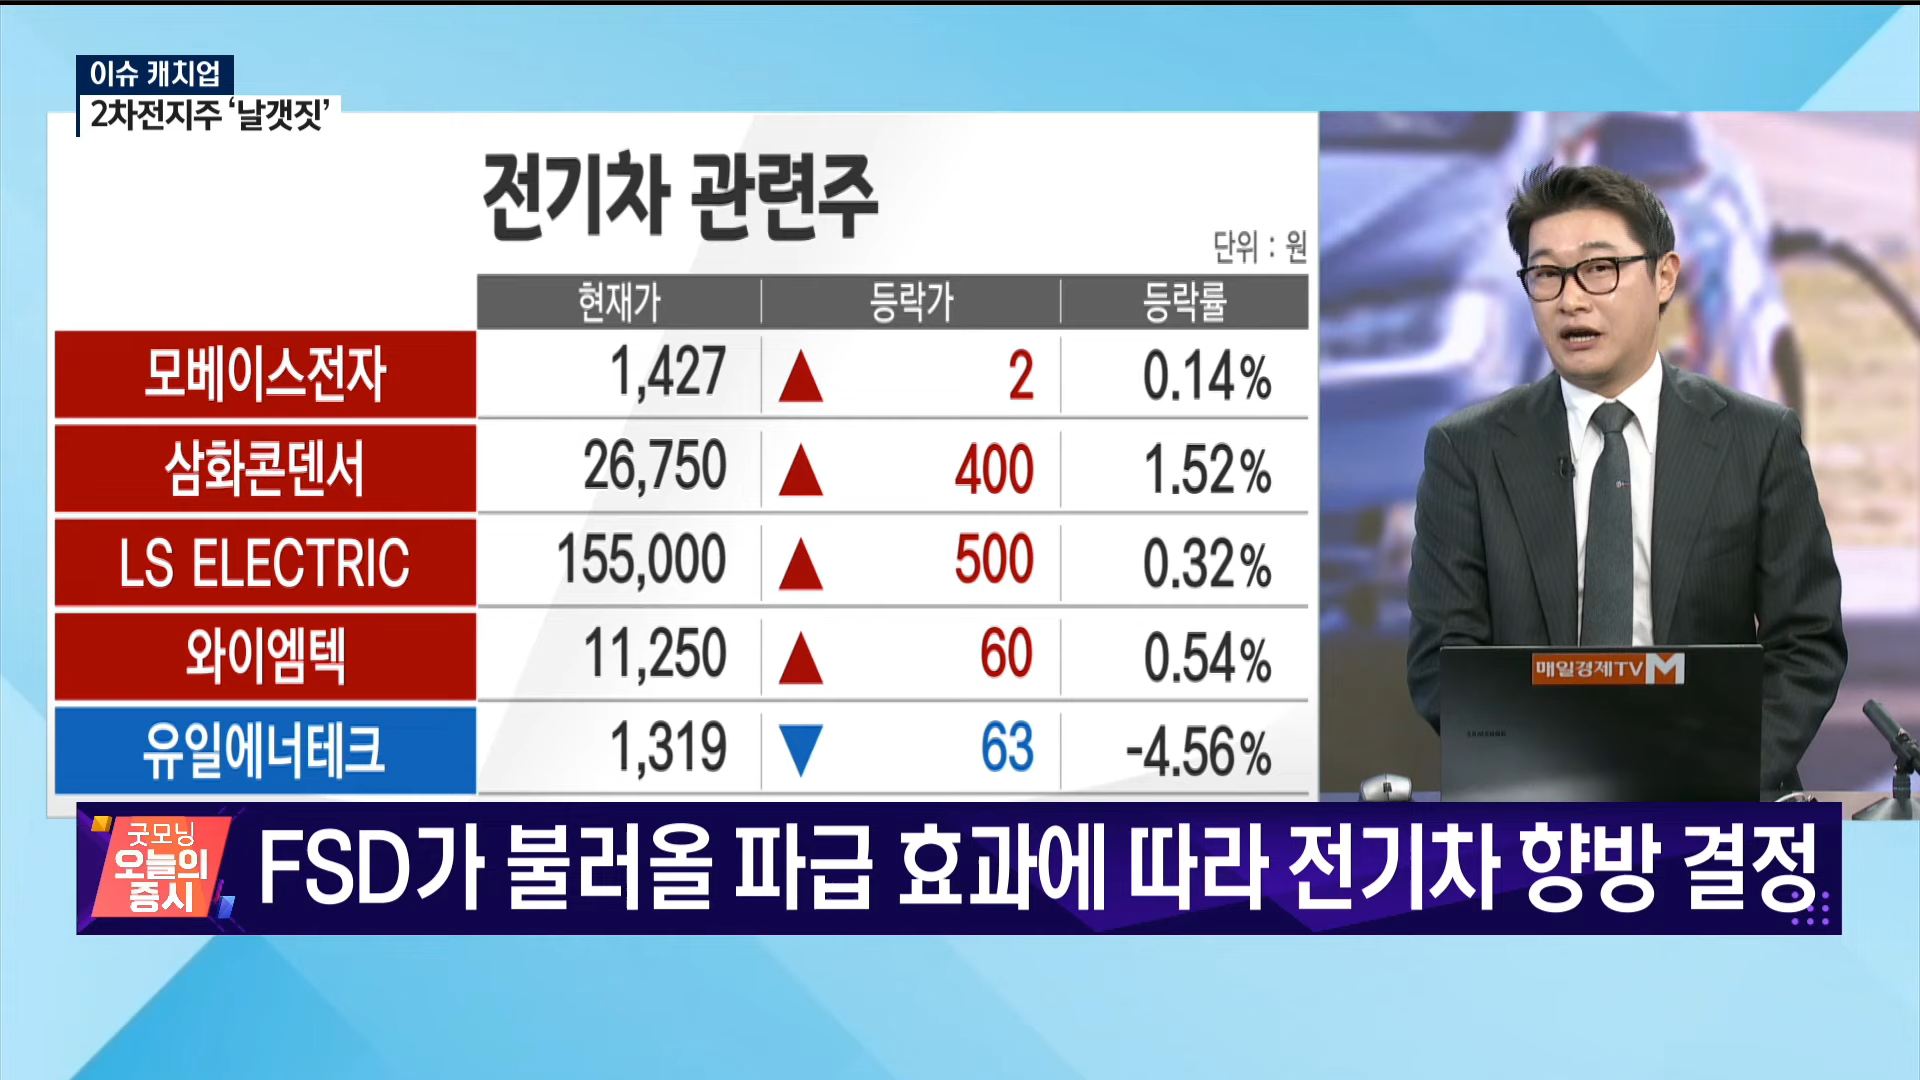 이슈 캐치업
2차전지주 ‘날갯짓’
전기차 관련주
단위 : 원
현재가 등락가 등락률
모베이스전자 1,427 ▲ 2 0.14%
삼화콘덴서 26,750 ▲ 400 1.52%
LS ELECTRIC 155,000 ▲ 500 0.32%
와이엠텍 11,250 ▲ 60 0.54%
유일에너테크 1,319 ▼ 63 -4.56%
매일경제TV M
SAMSUNG
굿모닝
오늘의
증시
FSD가 불러올 파급 효과에 따라 전기차 향방 결정